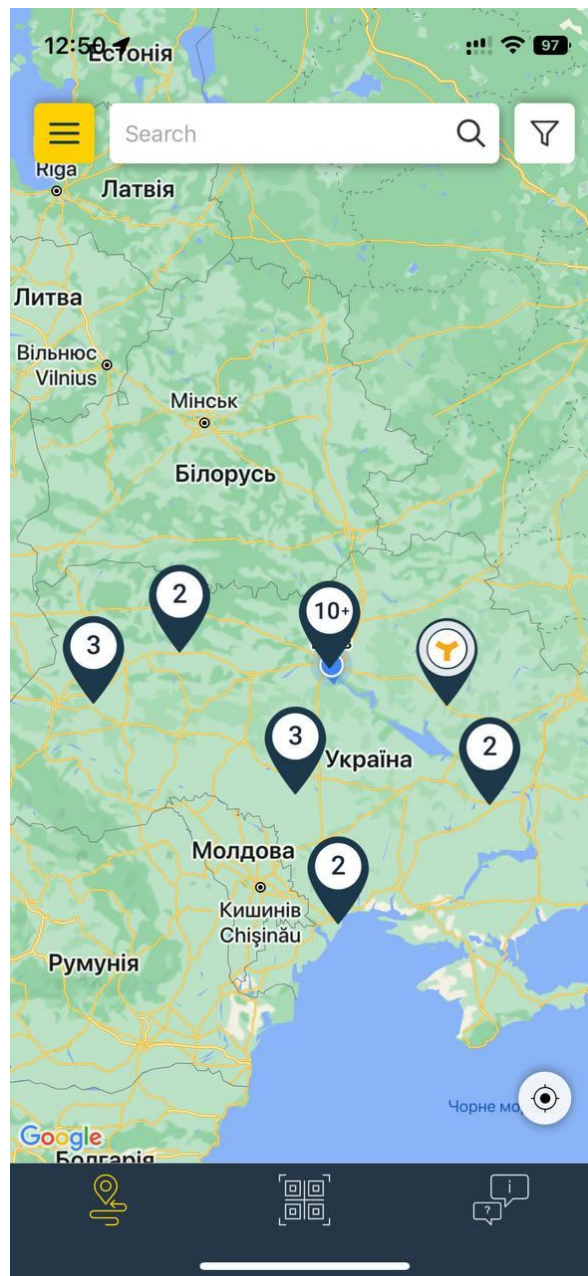 12:50
97
Естонія
Search
Riga
Латвія
Литва
Вільнюс
Vilnius
Мінськ
Білорусь
2
10+
3
3
2
Україна
Молдова
2
Кишинів
Chișinău
Румунія
Чорне мо
Google
Болгарія
i
?